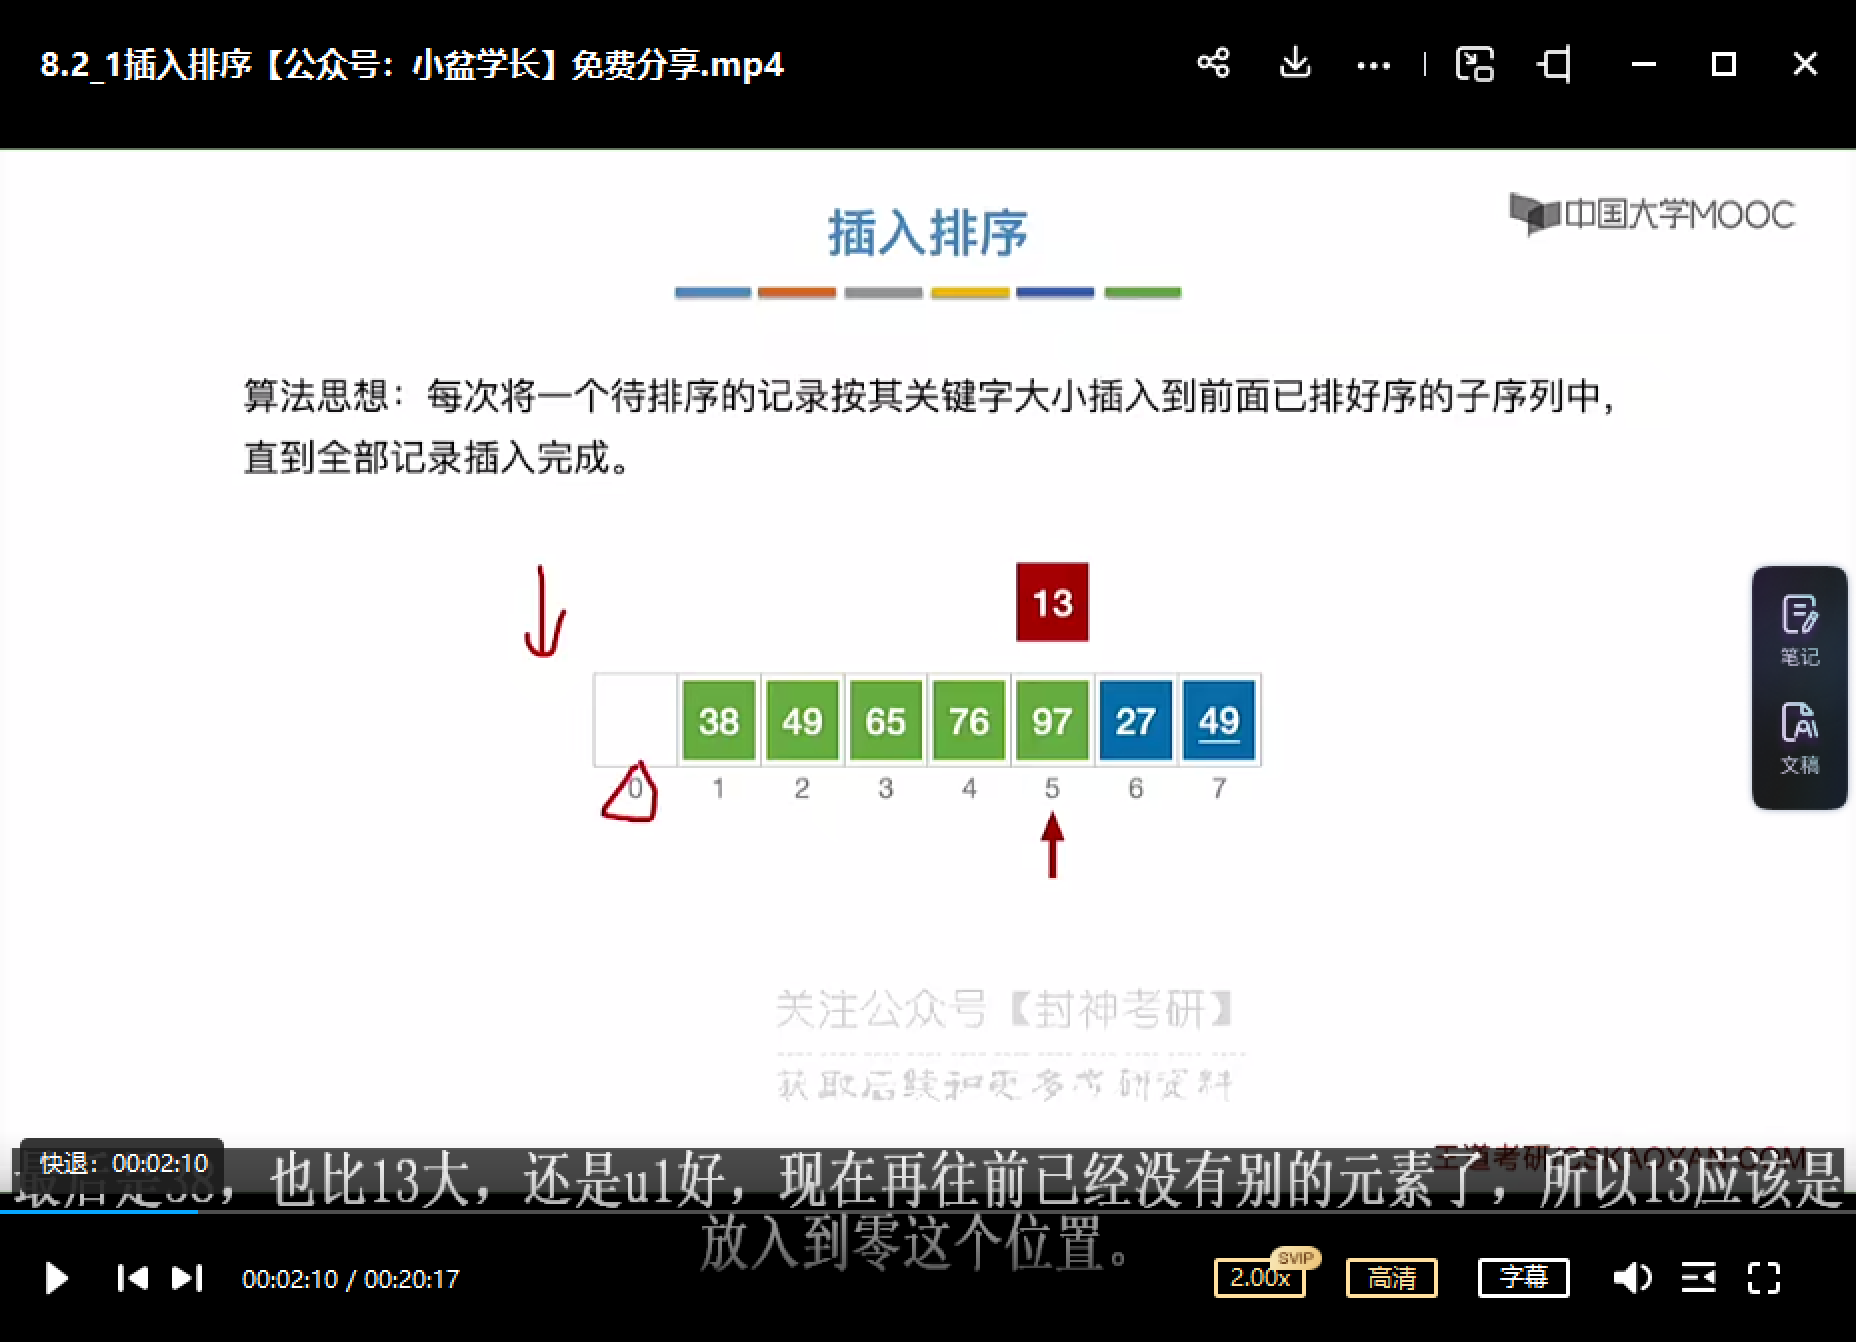 8.2_1插入排序【公众号：小盆学长】免费分享.mp4
中国大学MOOC
插入排序
算法思想：每次将一个待排序的记录按其关键字大小插入到前面已排好序的子序列中，
直到全部记录插入完成。
13
38 49 65 76 97 27 49
0 1 2 3 4 5 6 7
笔记
文稿
关注公众号【封神考研】
获取后续和更多考研资料
王道考研/CSKAOYAN.COM
快退：00:02:10
最后是38，也比13大，还是u1好，现在再往前已经没有别的元素了，所以13应该是
放入到零这个位置。
00:02:10 / 00:20:17
2.00x
SVIP
高清
字幕